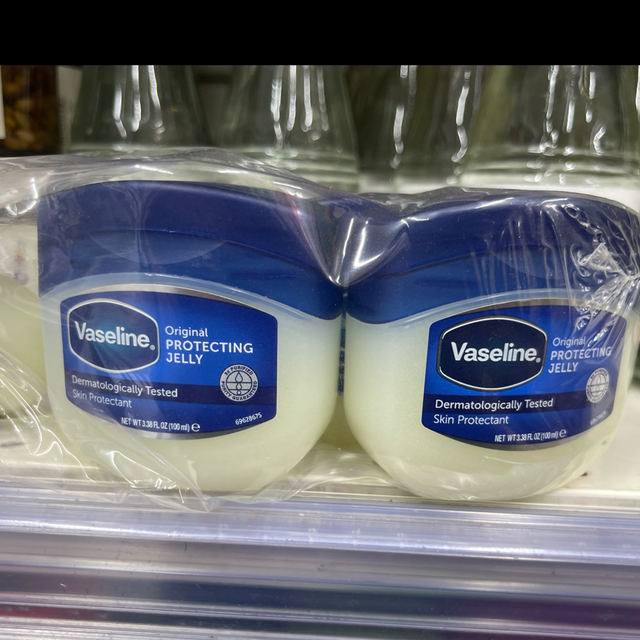 Vaseline®
Original
PROTECTING
JELLY
Dermatologically Tested
Skin Protectant
NET WT 3.38 FL OZ (100 ml) e
69628675
Vaseline®
Original
PROTECTING
JELLY
Dermatologically Tested
Skin Protectant
NET WT 3.38 FL OZ (100 ml) e